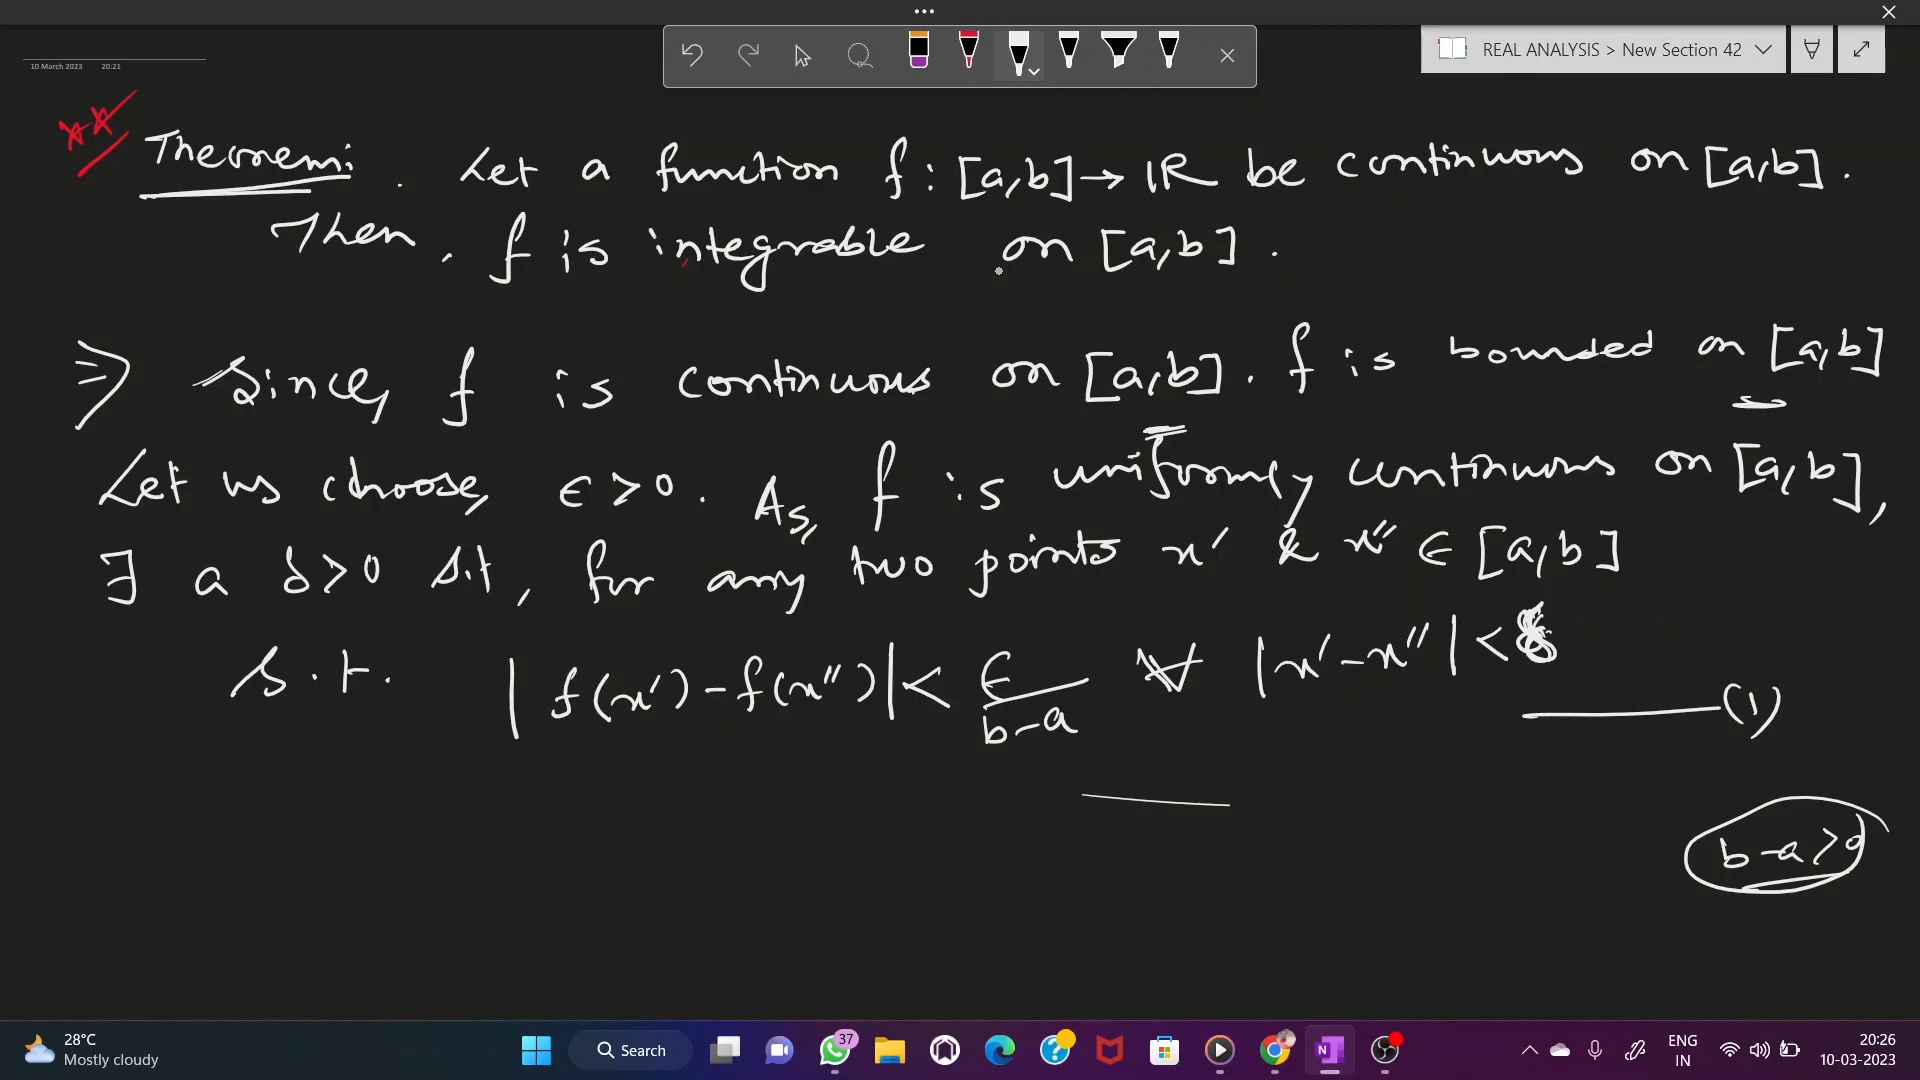 REAL ANALYSIS > New Section 42
10 March 2023 20:21
Theorem: Let a function f : [a,b] → IR be continuous on [a,b].
Then, f is integrable on [a,b].
⇒ Since, f is continuous on [a,b]. f is bounded on [a,b]
Let us choose, ϵ > 0. As, f is uniformly continuous on [a,b],
∃ a δ > 0 s.t, for any two points x' & x'' ∈ [a,b]
s.t. |f(x') - f(x'')| < ϵ/(b-a) ∀ |x' - x''| < δ
(1)
b-a > 0
28°C
Mostly cloudy
Search
37
ENG
IN
20:26
10-03-2023